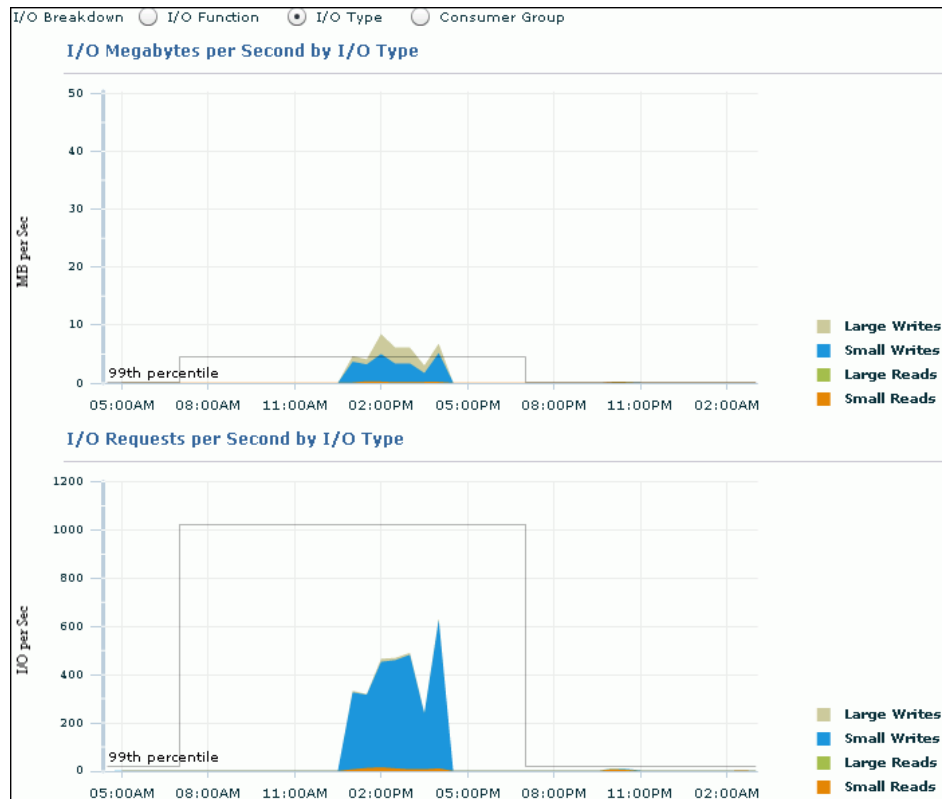 I/O Breakdown I/O Function I/O Type Consumer Group
I/O Megabytes per Second by I/O Type
50
40
30
20
10
0
MB per Sec
99th percentile
05:00AM 08:00AM 11:00AM 02:00PM 05:00PM 08:00PM 11:00PM 02:00AM
Large Writes
Small Writes
Large Reads
Small Reads
I/O Requests per Second by I/O Type
1200
1000
800
600
400
200
0
I/O per Sec
99th percentile
05:00AM 08:00AM 11:00AM 02:00PM 05:00PM 08:00PM 11:00PM 02:00AM
Large Writes
Small Writes
Large Reads
Small Reads